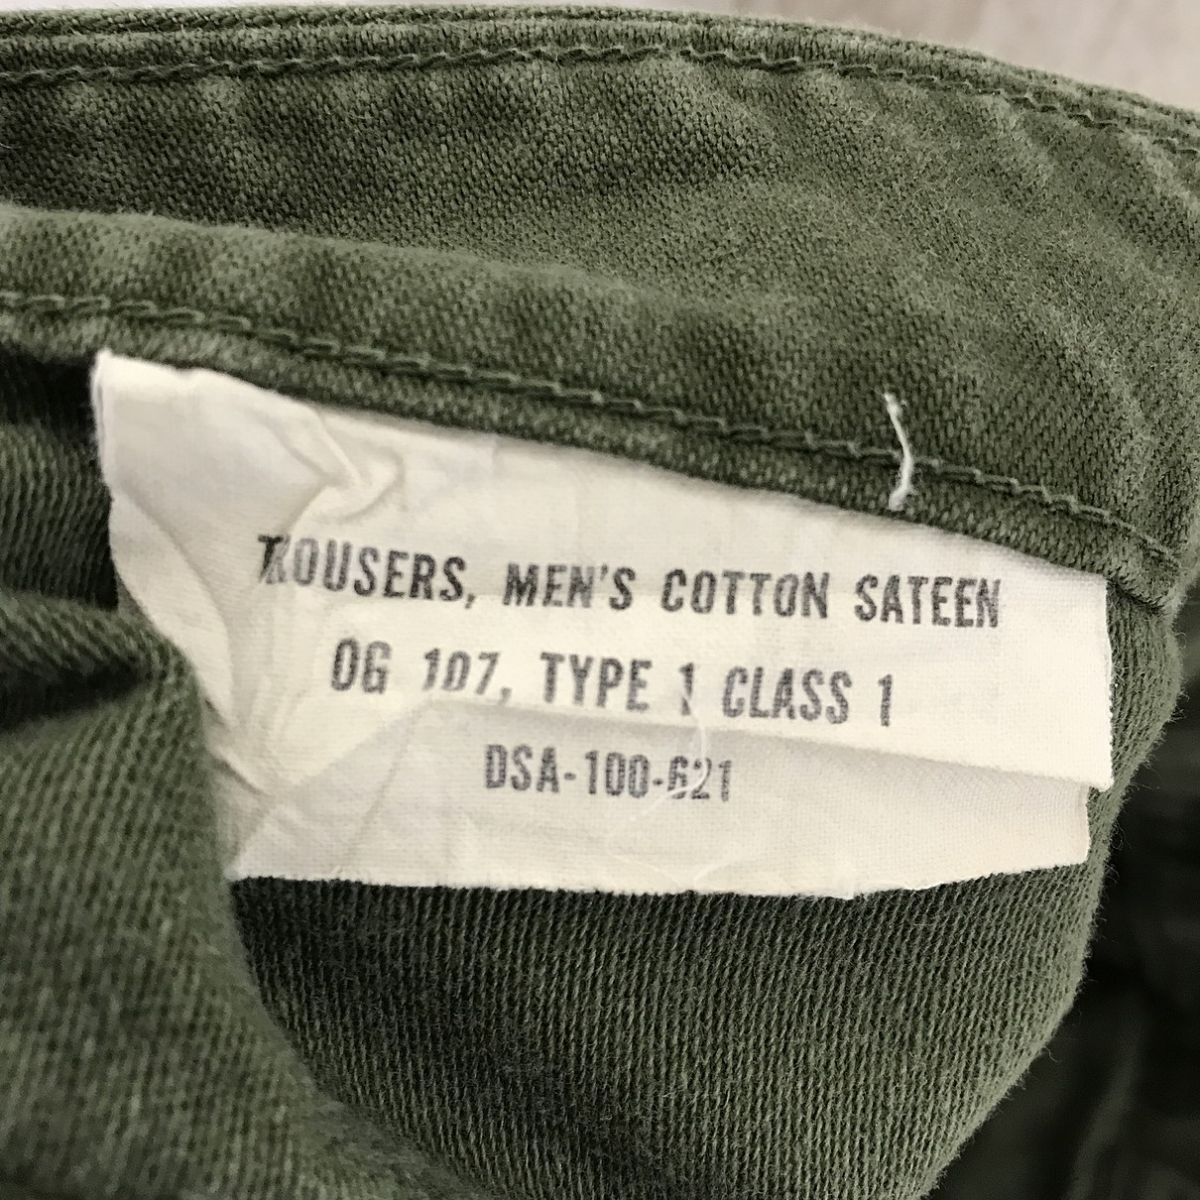 TROUSERS, MEN'S COTTON SATEEN
OG 107, TYPE 1 CLASS 1
DSA-100-621